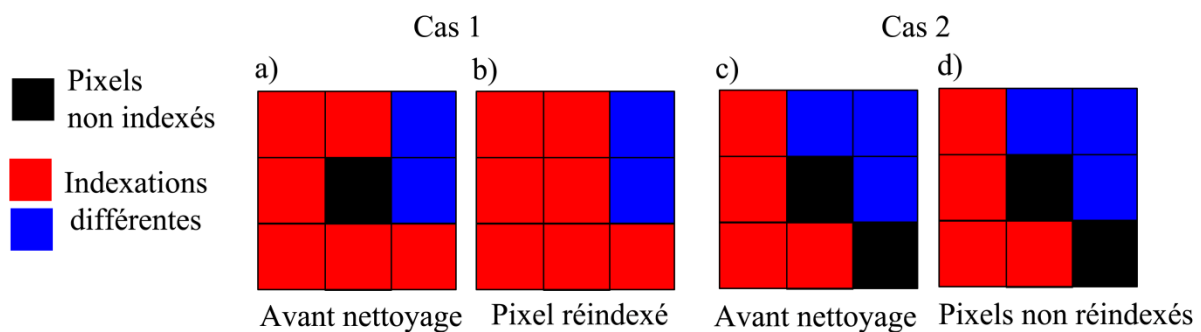 Cas 1
Cas 2
a)
b)
c)
d)
Pixels
non indexés
Indexations
différentes
Avant nettoyage
Pixel réindexé
Avant nettoyage
Pixels non réindexés